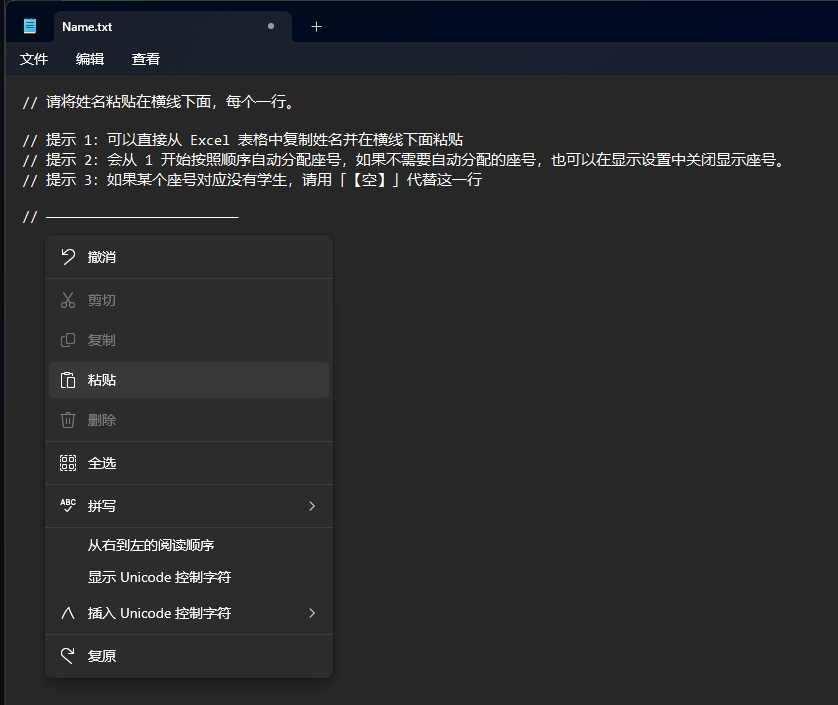 Name.txt
文件 编辑 查看
// 请将姓名粘贴在横线下面，每个一行。
// 提示 1：可以直接从 Excel 表格中复制姓名并在横线下面粘贴
// 提示 2：会从 1 开始按照顺序自动分配座号，如果不需要自动分配的座号，也可以在显示设置中关闭显示座号。
// 提示 3：如果某个座号对应没有学生，请用「【空】」代替这一行
// ————————————————
撤消
剪切
复制
粘贴
删除
全选
ABC 拼写
从右到左的阅读顺序
显示 Unicode 控制字符
插入 Unicode 控制字符
复原